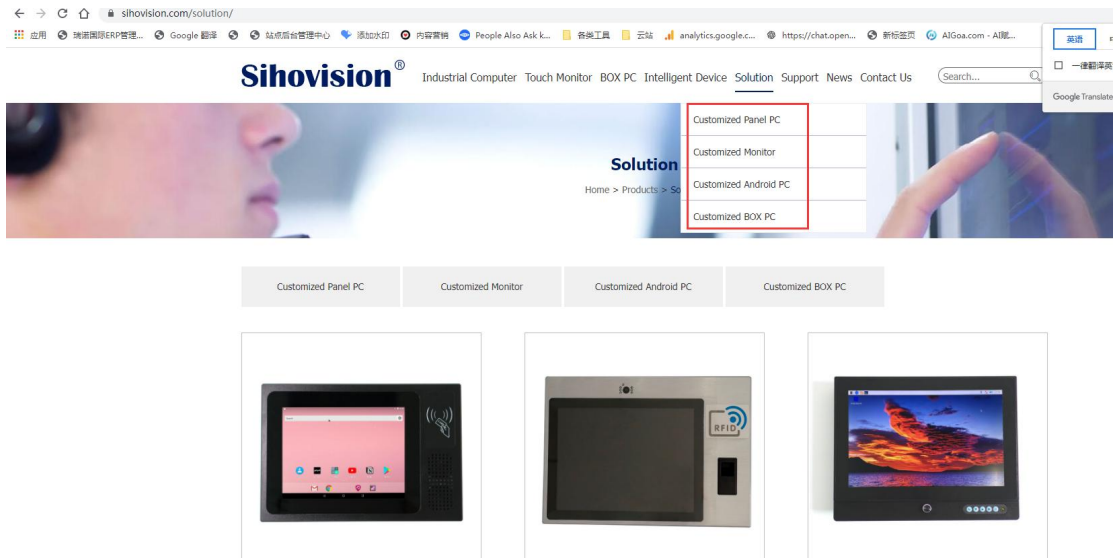 sihovision.com/solution/
应用 瑞诺国际ERP管理... Google 翻译 站点后台管理中心 添加水印 内容营销 People Also Ask k... 各类工具 云站 analytics.google.c... https://chat.open... 新标签页 AIGoa.com - AI赋...
英语
一律翻译英
Google Translate
Sihovision® Industrial Computer Touch Monitor BOX PC Intelligent Device Solution Support News Contact Us Search...
Customized Panel PC
Customized Monitor
Customized Android PC
Customized BOX PC
Solution
Home > Products > So
Customized Panel PC Customized Monitor Customized Android PC Customized BOX PC
RFID